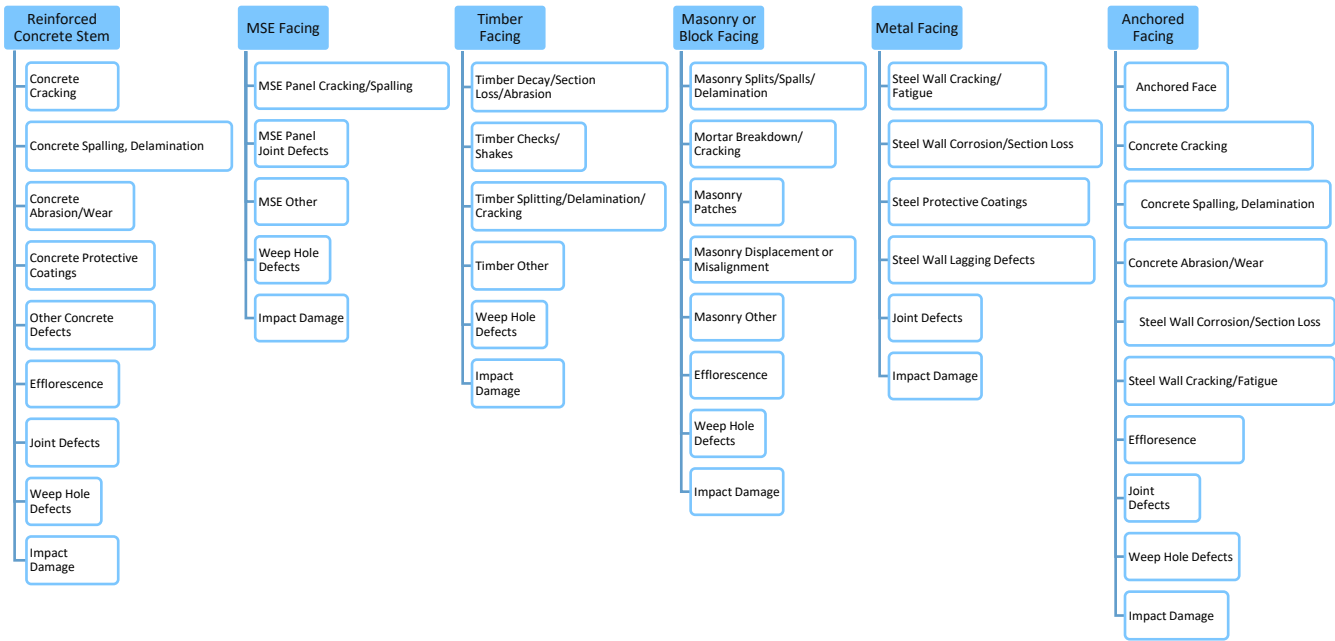 Reinforced
Concrete Stem
Concrete
Cracking
Concrete Spalling, Delamination
Concrete
Abrasion/Wear
Concrete Protective
Coatings
Other Concrete
Defects
Efflorescence
Joint Defects
Weep Hole
Defects
Impact
Damage
MSE Facing
MSE Panel Cracking/Spalling
MSE Panel
Joint Defects
MSE Other
Weep Hole
Defects
Impact Damage
Timber
Facing
Timber Decay/Section
Loss/Abrasion
Timber Checks/
Shakes
Timber Splitting/Delamination/
Cracking
Timber Other
Weep Hole
Defects
Impact
Damage
Masonry or
Block Facing
Masonry Splits/Spalls/
Delamination
Mortar Breakdown/
Cracking
Masonry
Patches
Masonry Displacement or
Misalignment
Masonry Other
Efflorescence
Weep Hole
Defects
Impact Damage
Metal Facing
Steel Wall Cracking/
Fatigue
Steel Wall Corrosion/Section Loss
Steel Protective Coatings
Steel Wall Lagging Defects
Joint Defects
Impact Damage
Anchored
Facing
Anchored Face
Concrete Cracking
Concrete Spalling, Delamination
Concrete Abrasion/Wear
Steel Wall Corrosion/Section Loss
Steel Wall Cracking/Fatigue
Effloresence
Joint
Defects
Weep Hole Defects
Impact Damage